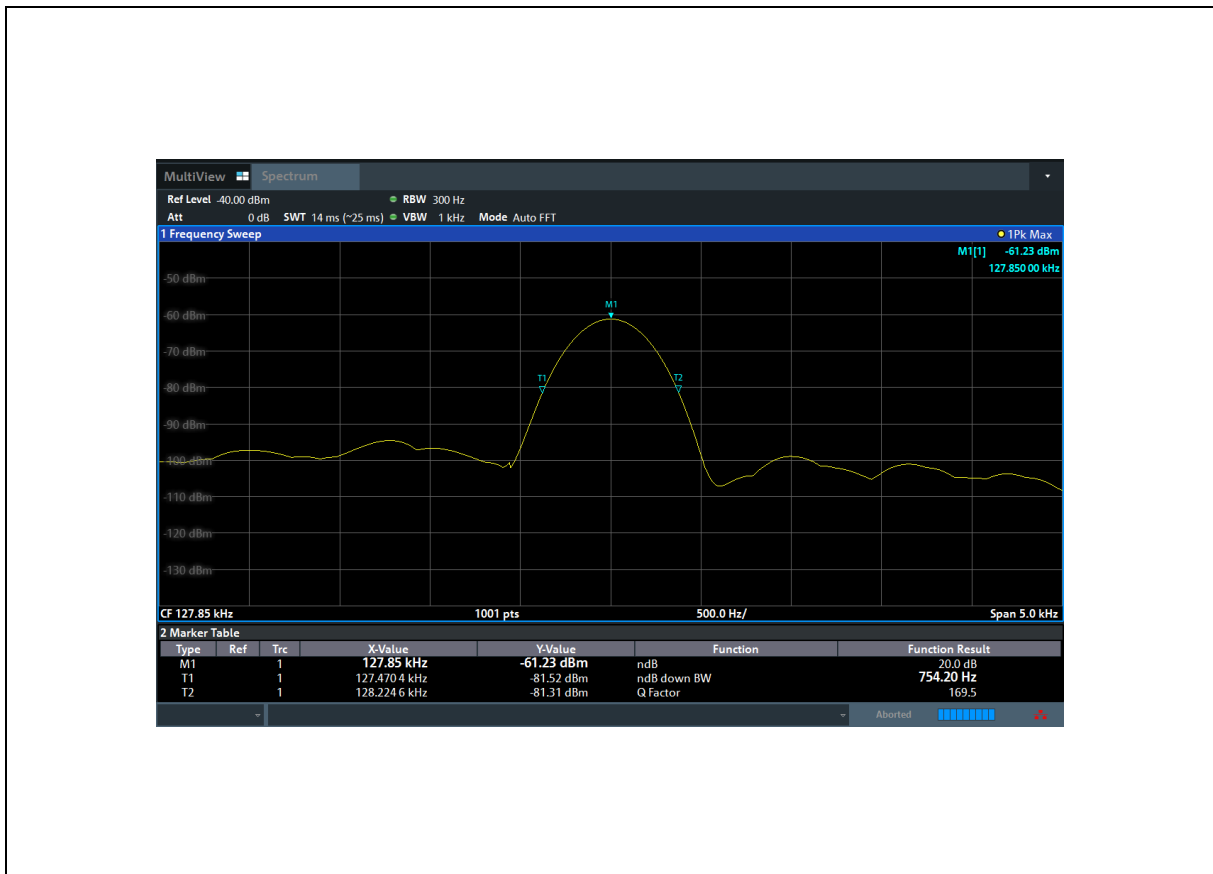 MultiView Spectrum
Ref Level -40.00 dBm RBW 300 Hz
Att 0 dB SWT 14 ms (~25 ms) VBW 1 kHz Mode Auto FFT
1 Frequency Sweep 1Pk Max
M1[1] -61.23 dBm
127.850 00 kHz
-50 dBm
M1
-60 dBm
-70 dBm
T1 T2
-80 dBm
-90 dBm
-100 dBm
-110 dBm
-120 dBm
-130 dBm
CF 127.85 kHz 1001 pts 500.0 Hz/ Span 5.0 kHz
2 Marker Table
Type Ref Trc X-Value Y-Value Function Function Result
M1 1 127.85 kHz -61.23 dBm ndB 20.0 dB
T1 1 127.470 4 kHz -81.52 dBm ndB down BW 754.20 Hz
T2 1 128.224 6 kHz -81.31 dBm Q Factor 169.5
Aborted